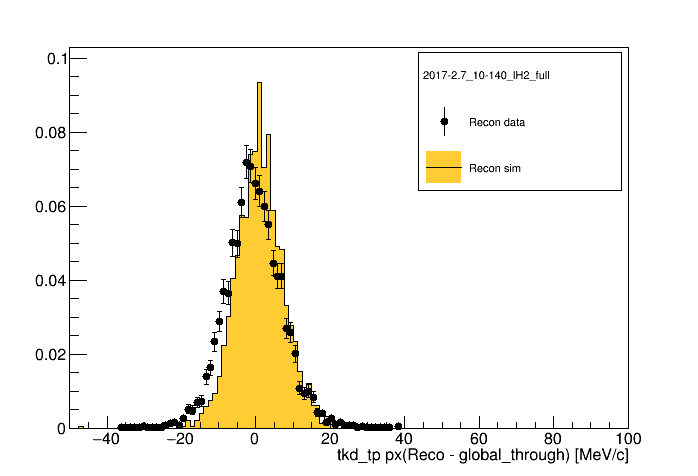 0.1
2017-2.7_10-140_lH2_full
Recon data
0.08
Recon sim
0.06
0.04
0.02
0
−40 −20 0 20 40 60 80 100
tkd_tp px(Reco - global_through) [MeV/c]